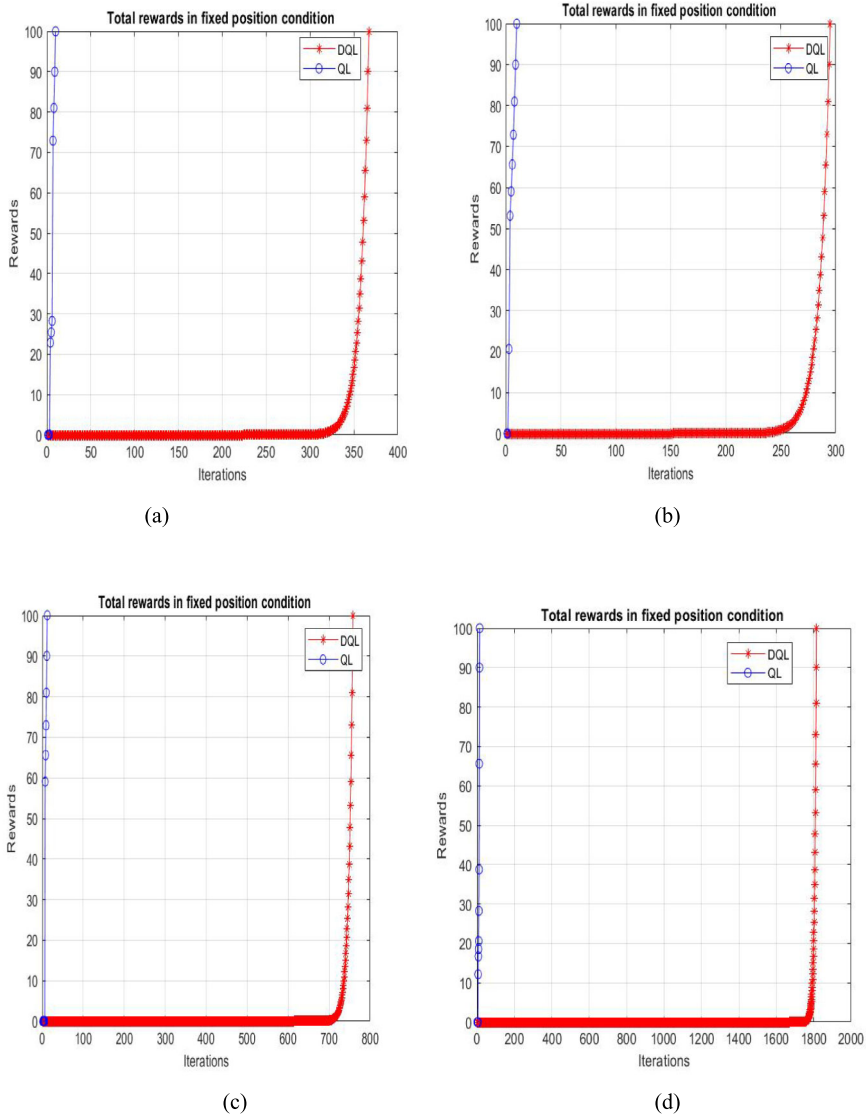 Total rewards in fixed position condition
DQL
QL
100
90
80
70
60
50
40
30
20
10
0
Rewards
0 50 100 150 200 250 300 350 400
Iterations
(a)
Total rewards in fixed position condition
DQL
QL
100
90
80
70
60
50
40
30
20
10
0
Rewards
0 50 100 150 200 250 300
Iterations
(b)
Total rewards in fixed position condition
DQL
QL
100
90
80
70
60
50
40
30
20
10
0
Rewards
0 100 200 300 400 500 600 700 800
Iterations
(c)
Total rewards in fixed position condition
DQL
QL
100
90
80
70
60
50
40
30
20
10
0
Rewards
0 200 400 600 800 1000 1200 1400 1600 1800 2000
Iterations
(d)